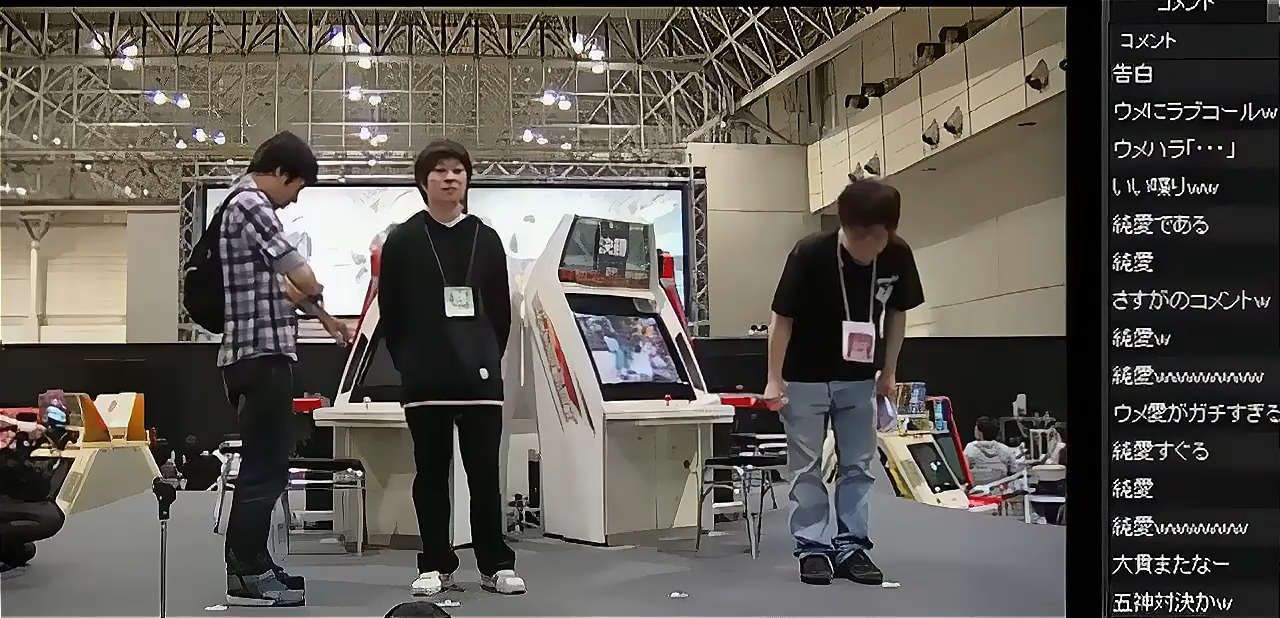 コメント
コメント
告白
ウメにラブコールw
ウメハラ「・・・」
いい喋りww
純愛である
純愛
さすがのコメントw
純愛w
純愛wwwwwww
ウメ愛がガチすぎる
純愛すぐる
純愛
純愛wwwwww
大貫またなー
五神対決かw